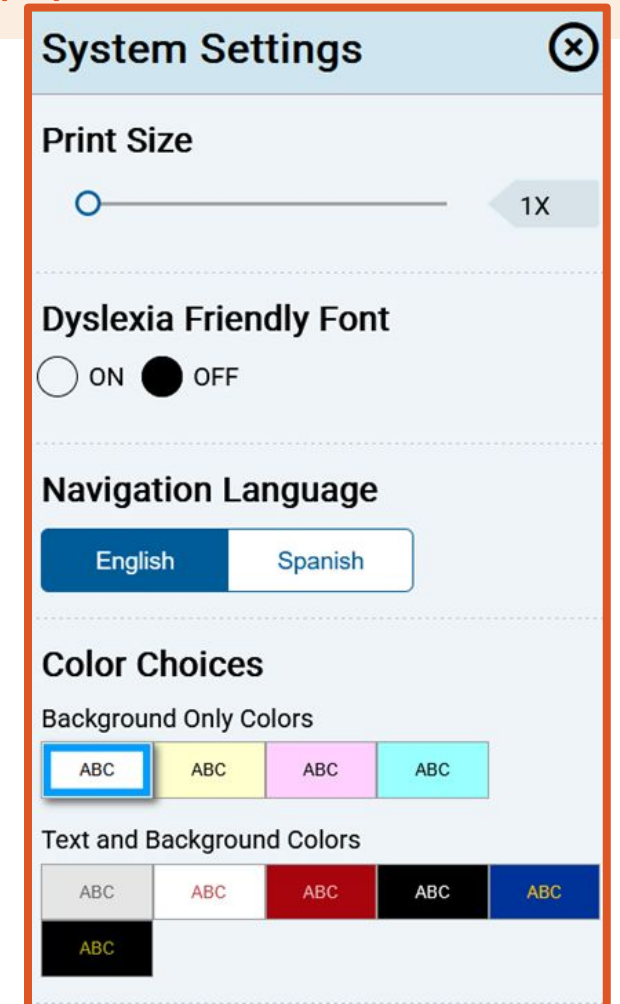 System Settings
Print Size
1X
Dyslexia Friendly Font
ON OFF
Navigation Language
English Spanish
Color Choices
Background Only Colors
ABC ABC ABC ABC
Text and Background Colors
ABC ABC ABC ABC ABC
ABC